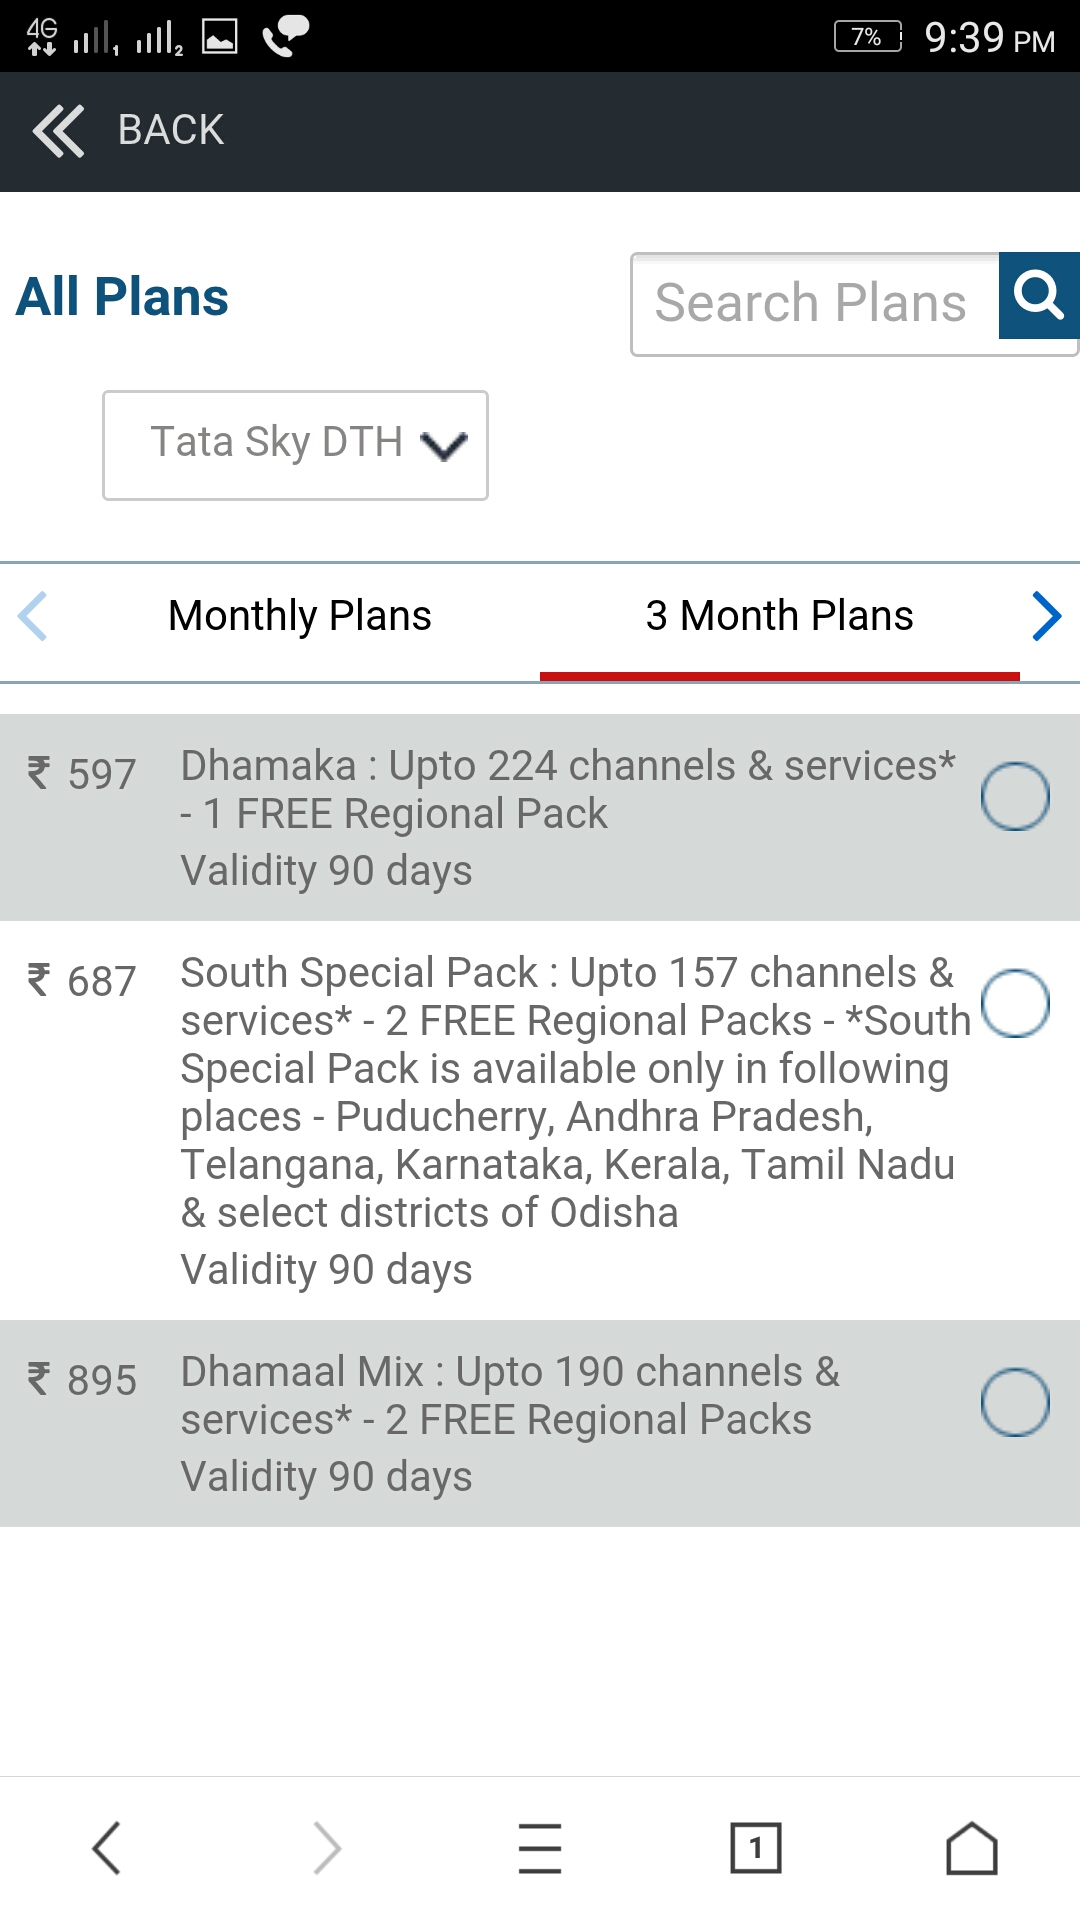 4G 1 2 7% 9:39 PM
BACK
All Plans
Search Plans
Tata Sky DTH
Monthly Plans 3 Month Plans
₹ 597 Dhamaka : Upto 224 channels & services*
- 1 FREE Regional Pack
Validity 90 days
₹ 687 South Special Pack : Upto 157 channels &
services* - 2 FREE Regional Packs - *South
Special Pack is available only in following
places - Puducherry, Andhra Pradesh,
Telangana, Karnataka, Kerala, Tamil Nadu
& select districts of Odisha
Validity 90 days
₹ 895 Dhamaal Mix : Upto 190 channels &
services* - 2 FREE Regional Packs
Validity 90 days
1